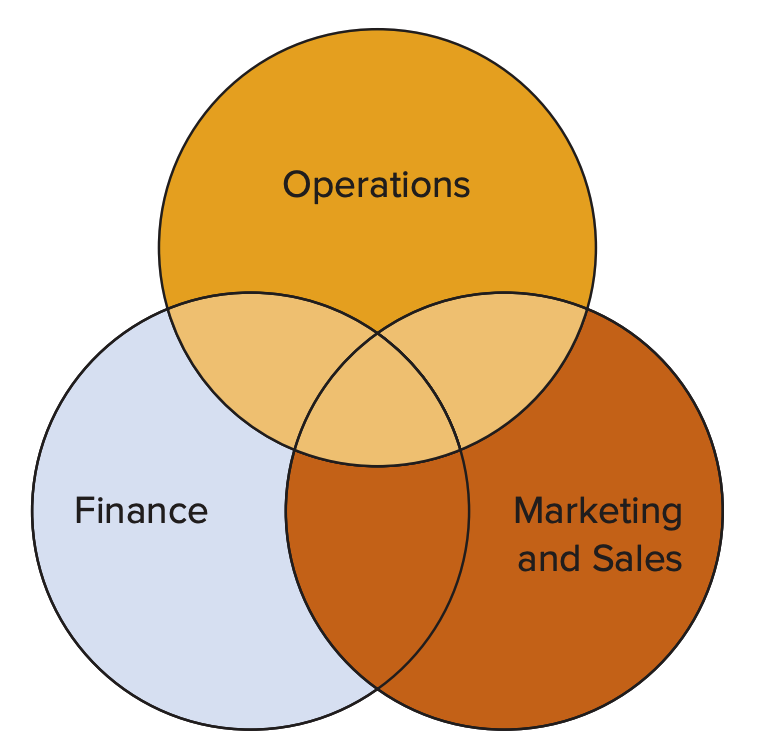 Operations
Finance
Marketing
and Sales